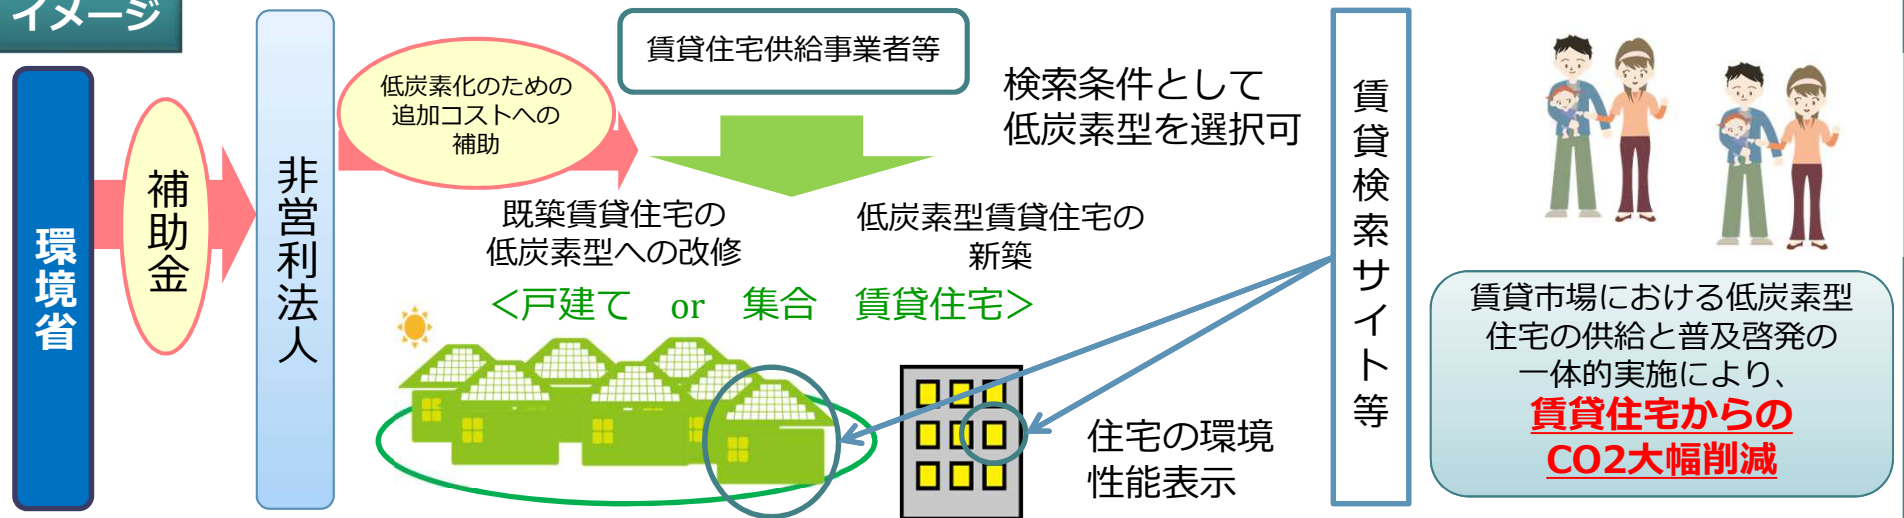 イメージ
環境省
補助金
非営利法人
低炭素化のための
追加コストへの
補助
賃貸住宅供給事業者等
検索条件として
低炭素型を選択可
既築賃貸住宅の
低炭素型への改修
低炭素型賃貸住宅の
新築
<戸建て or 集合 賃貸住宅>
住宅の環境
性能表示
賃貸検索サイト等
賃貸市場における低炭素型
住宅の供給と普及啓発の
一体的実施により、
賃貸住宅からの
CO2大幅削減